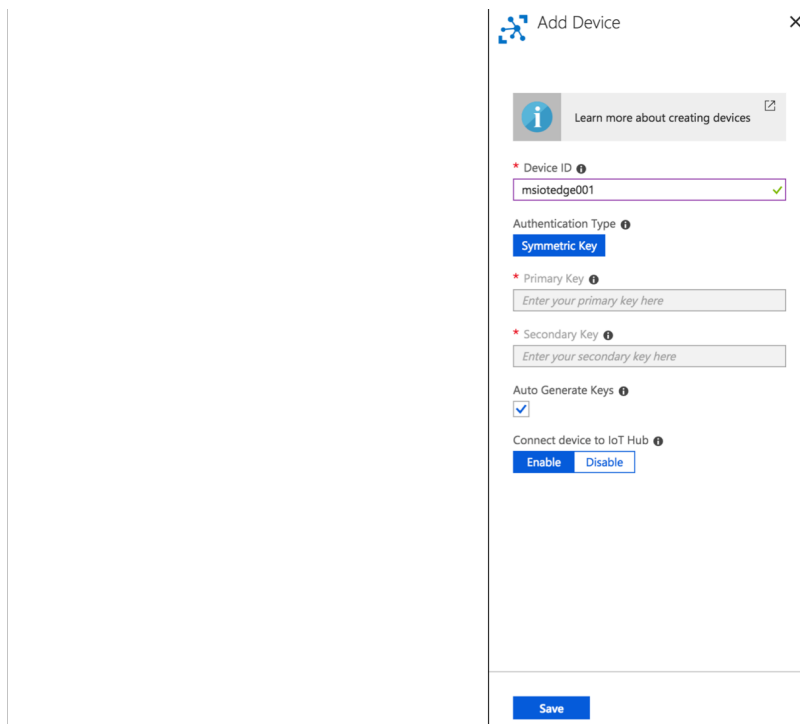 Add Device
Learn more about creating devices
* Device ID
msiotedge001
Authentication Type
Symmetric Key
* Primary Key
Enter your primary key here
* Secondary Key
Enter your secondary key here
Auto Generate Keys
Connect device to IoT Hub
Enable Disable
Save